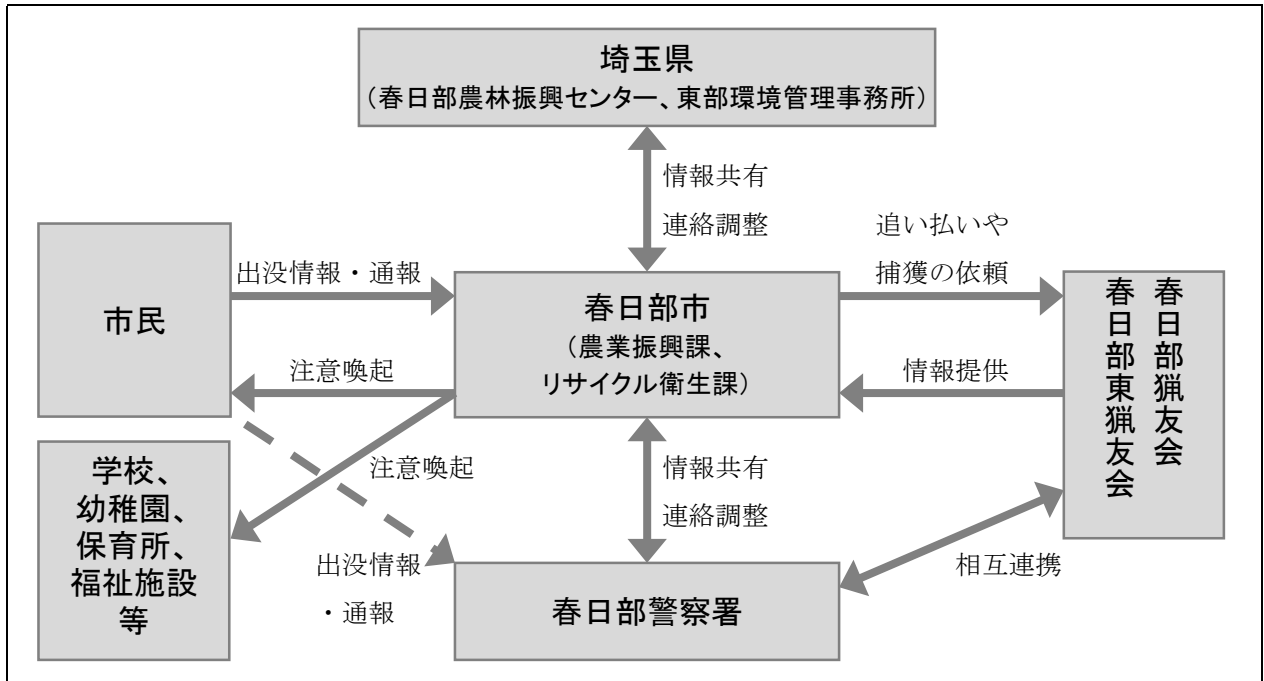 埼玉県
（春日部農林振興センター、東部環境管理事務所）
情報共有
連絡調整
追い払いや
捕獲の依頼
市民
出没情報・通報
春日部市
（農業振興課、
リサイクル衛生課）
春日部猟友会
春日部東猟友会
注意喚起
情報提供
学校、
幼稚園、
保育所、
福祉施設
等
注意喚起
情報共有
連絡調整
出没情報
・通報
相互連携
春日部警察署